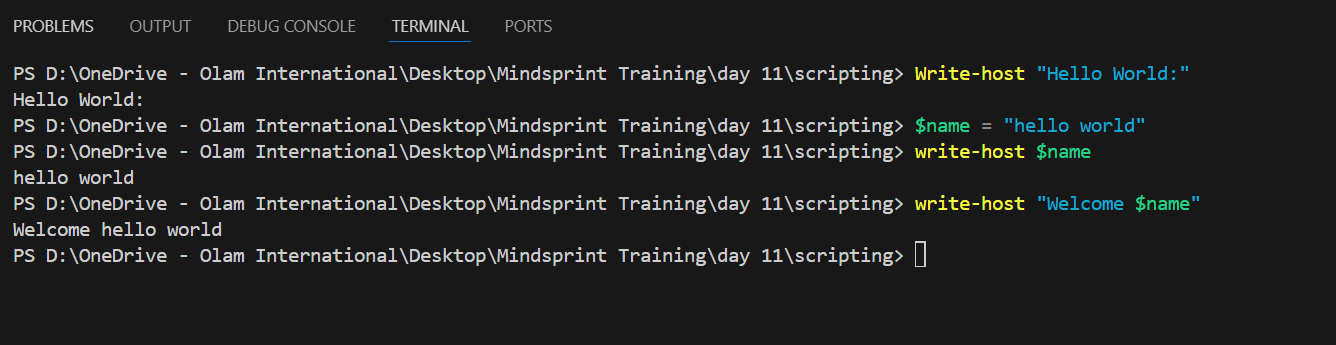 PROBLEMS OUTPUT DEBUG CONSOLE TERMINAL PORTS
PS D:\OneDrive - Olam International\Desktop\Mindsprint Training\day 11\scripting> Write-host "Hello World:"
Hello World:
PS D:\OneDrive - Olam International\Desktop\Mindsprint Training\day 11\scripting> $name = "hello world"
PS D:\OneDrive - Olam International\Desktop\Mindsprint Training\day 11\scripting> write-host $name
hello world
PS D:\OneDrive - Olam International\Desktop\Mindsprint Training\day 11\scripting> write-host "Welcome $name"
Welcome hello world
PS D:\OneDrive - Olam International\Desktop\Mindsprint Training\day 11\scripting>